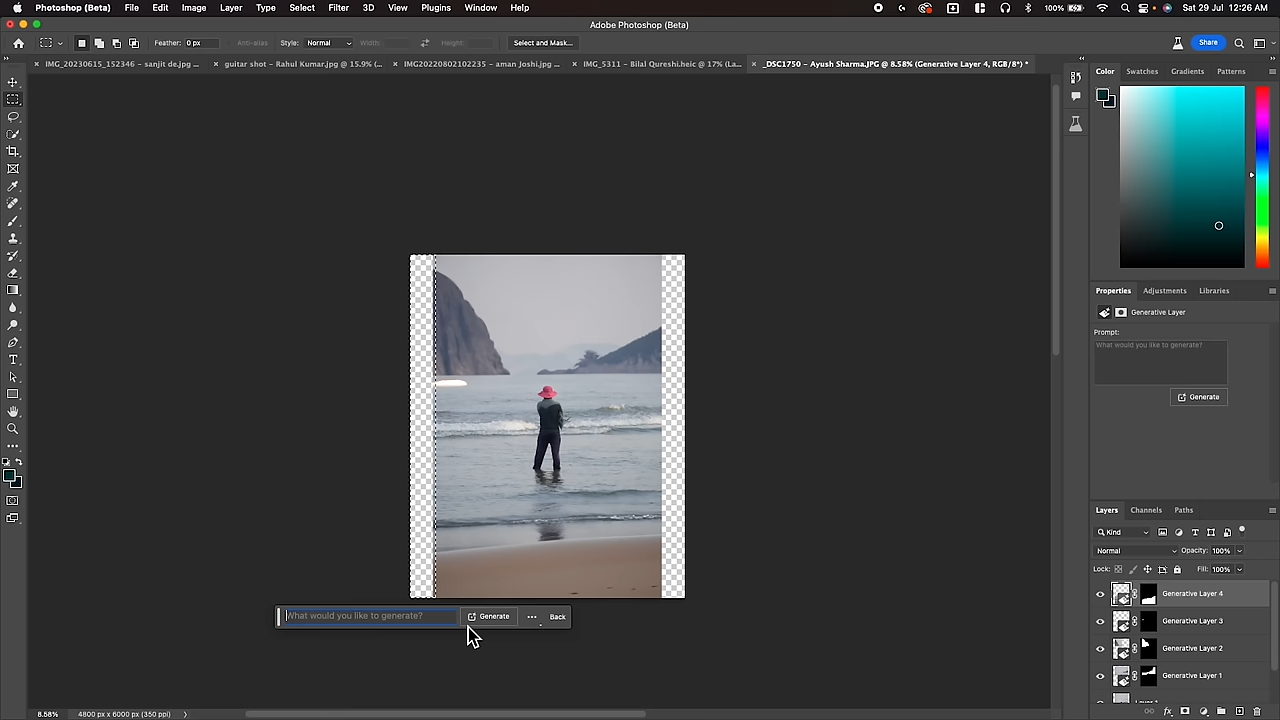 Photoshop (Beta) File Edit Image Layer Type Select Filter 3D View Plugins Window Help 100% Sat 29 Jul 12:26 AM
Adobe Photoshop (Beta)
Feather: 0 px Anti-alias Style: Normal Width: Height: Select and Mask... Share
IMG_20230615_152346 – sanjit de.jpg ... guitar shot – Rahul Kumar.jpg @ 15.9% (... IMG20220802102235 – aman Joshi.jpg ... IMG_5311 – Bilal Qureshi.heic @ 17% (La... _DSC1750 – Ayush Sharma.JPG @ 8.58% (Generative Layer 4, RGB/8*) *
Color Swatches Gradients Patterns
Properties Adjustments Libraries
Generative Layer
Prompt:
What would you like to generate?
Generate
Layers Channels Paths
Kind
Normal Opacity: 100%
Lock: Fill: 100%
Generative Layer 4
Generative Layer 3
Generative Layer 2
Generative Layer 1
What would you like to generate? Generate ... Back
8.58% 4800 px x 6000 px (350 ppi)